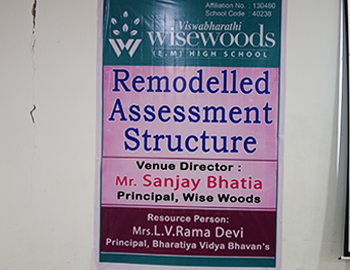 Affiliation No. : 130460
School Code : 40238
Viswabharathi
wisewoods
(E.M) HIGH SCHOOL
Remodelled
Assessment
Structure
Venue Director :
Mr. Sanjay Bhatia
Principal, Wise Woods
Resource Person:
Mrs.L.V.Rama Devi
Principal, Bharatiya Vidya Bhavan's